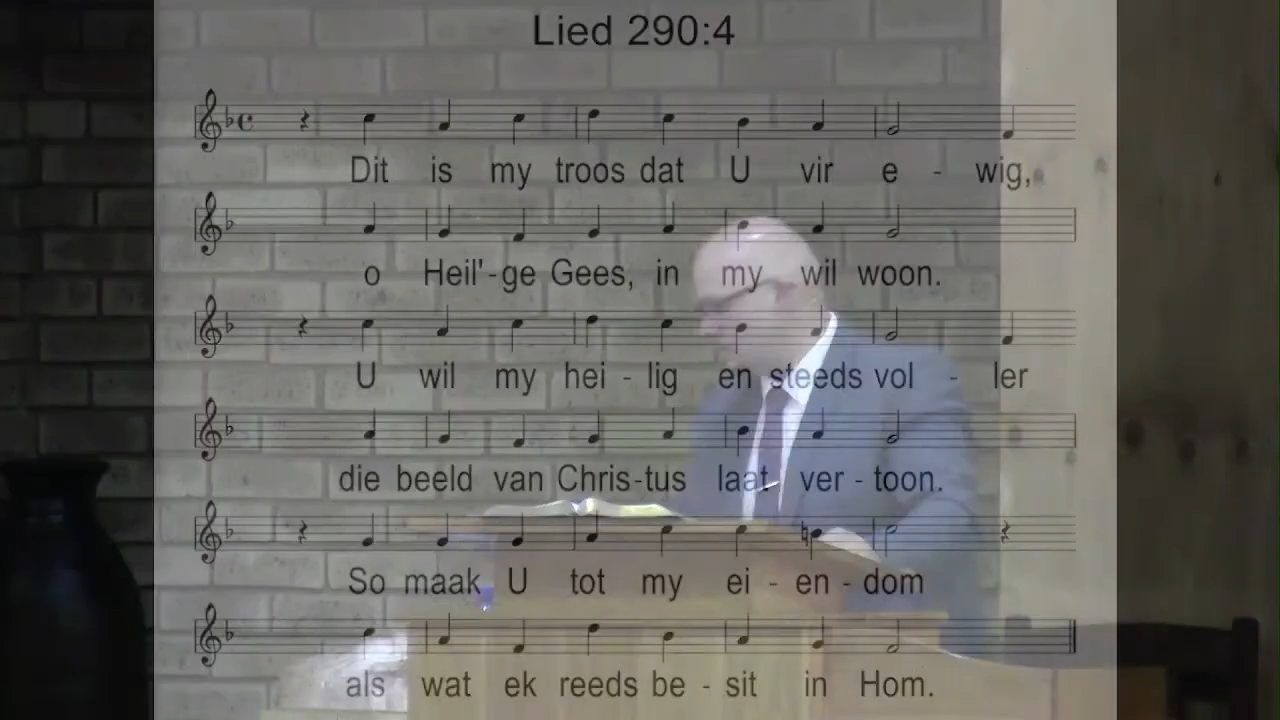 Lied 290:4
Dit is my troos dat U vir e - wig,
o Heil'-ge Gees, in my wil woon.
U wil my hei - lig en steeds vol - ler
die beeld van Chris-tus laat ver - toon.
So maak U tot my ei - en - dom
als wat ek reeds be - sit in Hom.